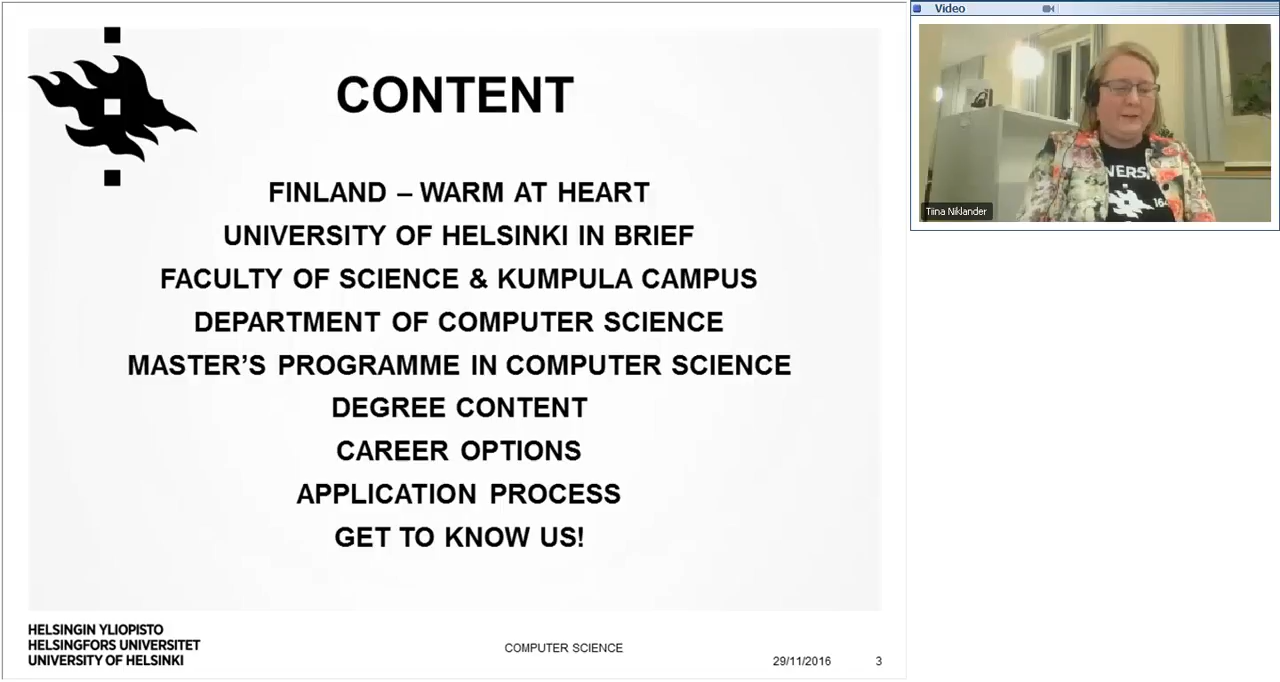 CONTENT
FINLAND – WARM AT HEART
UNIVERSITY OF HELSINKI IN BRIEF
FACULTY OF SCIENCE & KUMPULA CAMPUS
DEPARTMENT OF COMPUTER SCIENCE
MASTER'S PROGRAMME IN COMPUTER SCIENCE
DEGREE CONTENT
CAREER OPTIONS
APPLICATION PROCESS
GET TO KNOW US!
HELSINGIN YLIOPISTO
HELSINGFORS UNIVERSITET
UNIVERSITY OF HELSINKI
COMPUTER SCIENCE
29/11/2016 3
Video
VERSI
16
Tiina Niklander